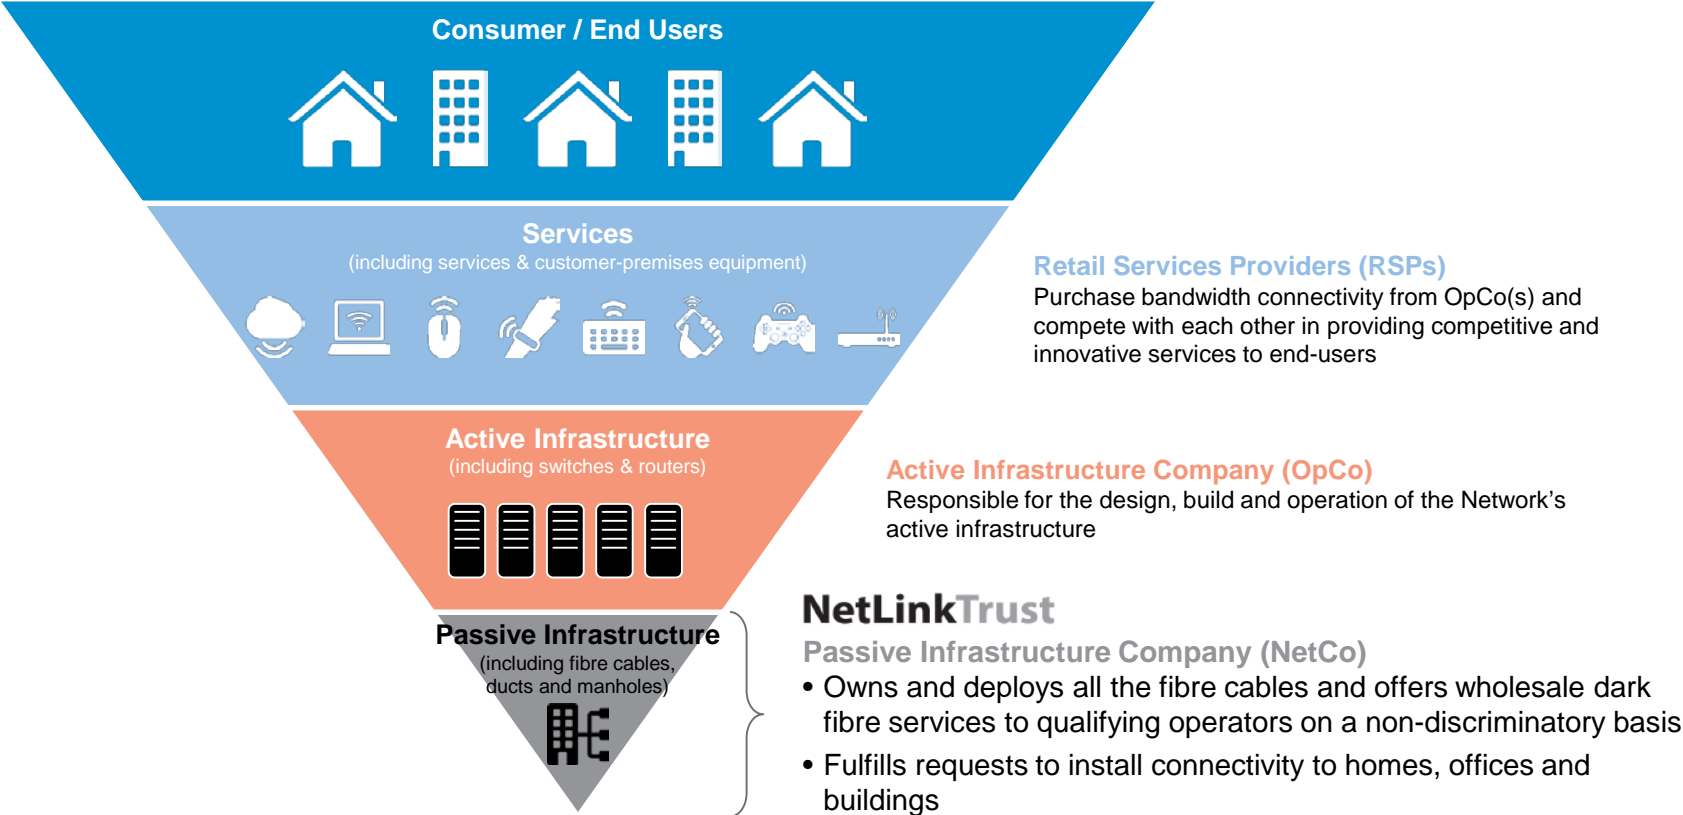 Consumer / End Users
Services
(including services & customer-premises equipment)
Retail Services Providers (RSPs)
Purchase bandwidth connectivity from OpCo(s) and
compete with each other in providing competitive and
innovative services to end-users
Active Infrastructure
(including switches & routers)
Active Infrastructure Company (OpCo)
Responsible for the design, build and operation of the Network's
active infrastructure
Passive Infrastructure
(including fibre cables,
ducts and manholes)
NetLinkTrust
Passive Infrastructure Company (NetCo)
• Owns and deploys all the fibre cables and offers wholesale dark
fibre services to qualifying operators on a non-discriminatory basis
• Fulfills requests to install connectivity to homes, offices and
buildings